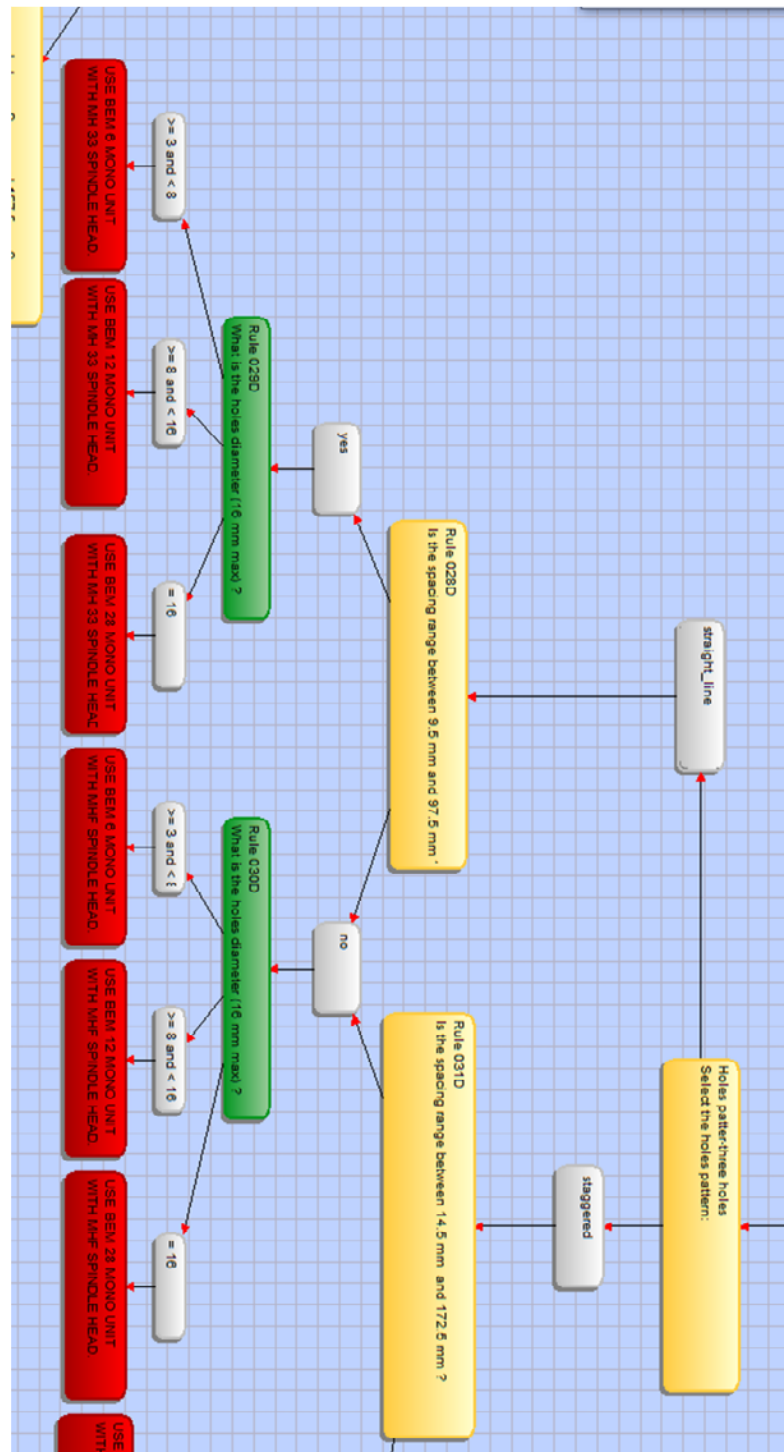 Holes patter-three holes
Select the holes pattern:
straight_line
staggered
Rule 028D
Is the spacing range between 9.5 mm and 97.5 mm
Rule 031D
Is the spacing range between 14.5 mm and 172.5 mm ?
yes
no
Rule 029D
What is the holes diameter (16 mm max) ?
Rule 030D
What is the holes diameter (16 mm max) ?
>= 3 and < 8
>= 8 and < 16
= 16
>= 3 and <
>= 8 and < 16
= 16
USE BEM 6 MONO UNIT
WITH MH 33 SPINDLE HEAD.
USE BEM 12 MONO UNIT
WITH MH 33 SPINDLE HEAD.
USE BEM 28 MONO UNIT
WITH MH 33 SPINDLE HEAD
USE BEM 6 MONO UNIT
WITH MHF SPINDLE HEAD.
USE BEM 12 MONO UNIT
WITH MHF SPINDLE HEAD.
USE BEM 28 MONO UNIT
WITH MHF SPINDLE HEAD.
USE
WITH